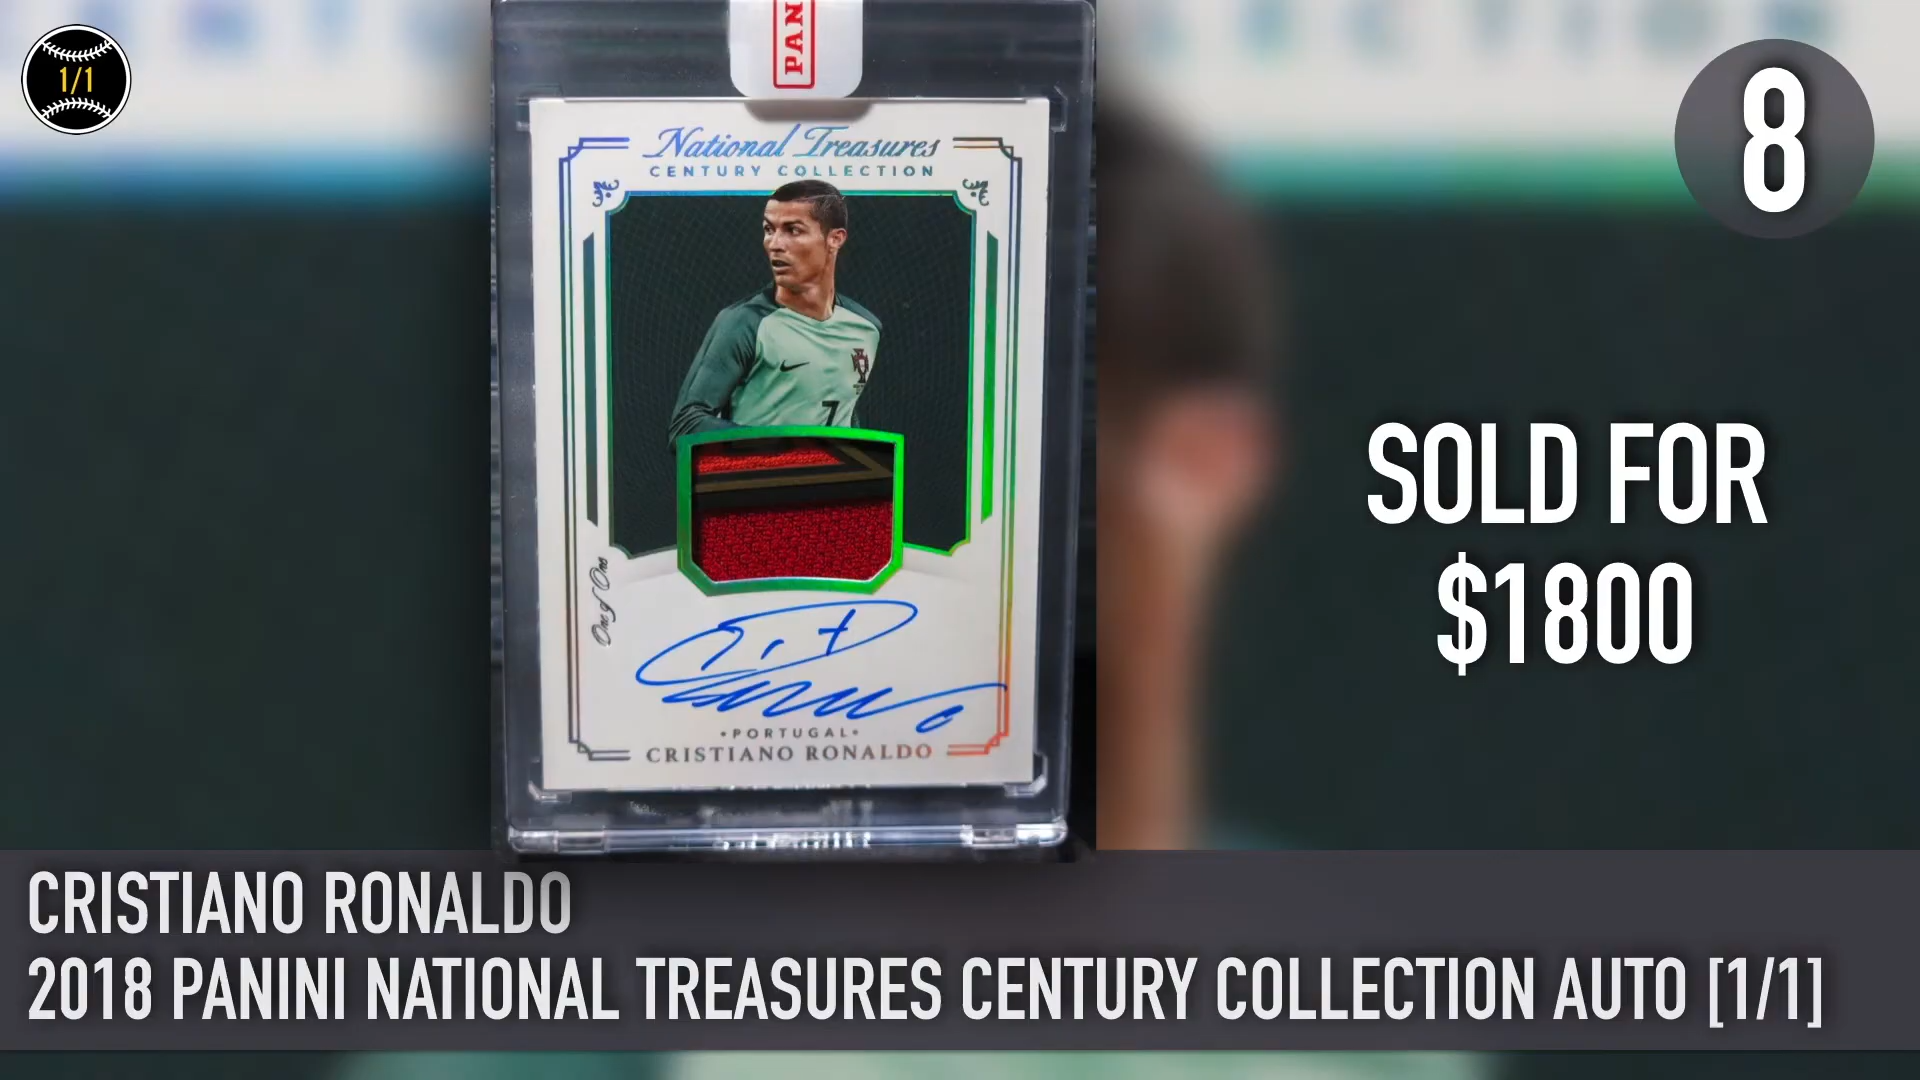 1/1
8
PAN
National Treasures
CENTURY COLLECTION
7
One of One
•PORTUGAL•
CRISTIANO RONALDO
SOLD FOR
$1800
CRISTIANO RONALDO
2018 PANINI NATIONAL TREASURES CENTURY COLLECTION AUTO [1/1]